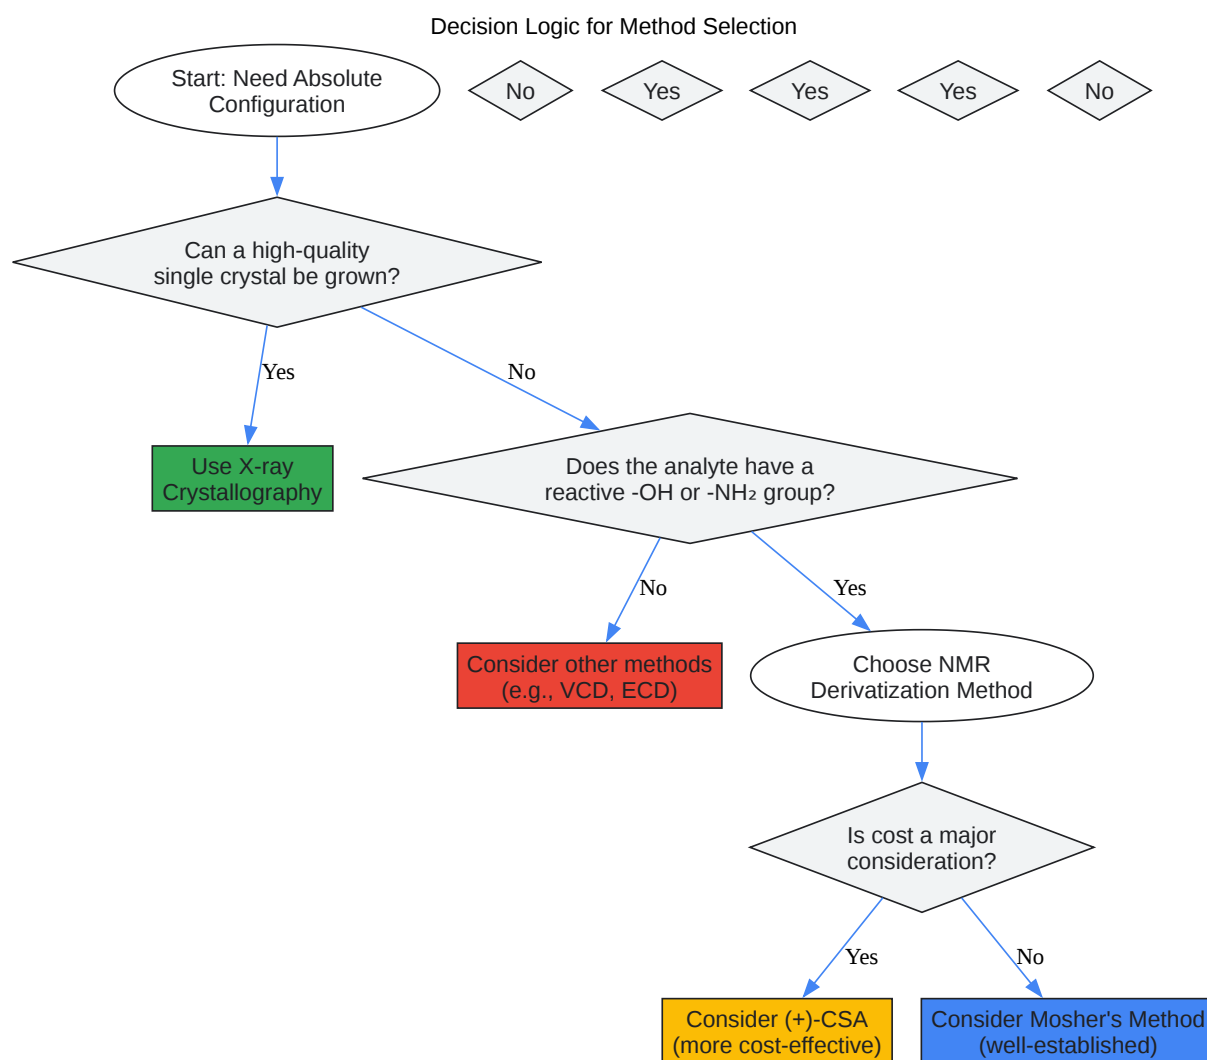 Decision Logic for Method Selection
Start: Need Absolute
Configuration
No
Yes
Yes
Yes
No
Can a high-quality
single crystal be grown?
Yes
No
Use X-ray
Crystallography
Does the analyte have a
reactive -OH or -NH₂ group?
No
Yes
Consider other methods
(e.g., VCD, ECD)
Choose NMR
Derivatization Method
Is cost a major
consideration?
Yes
No
Consider (+)-CSA
(more cost-effective)
Consider Mosher's Method
(well-established)